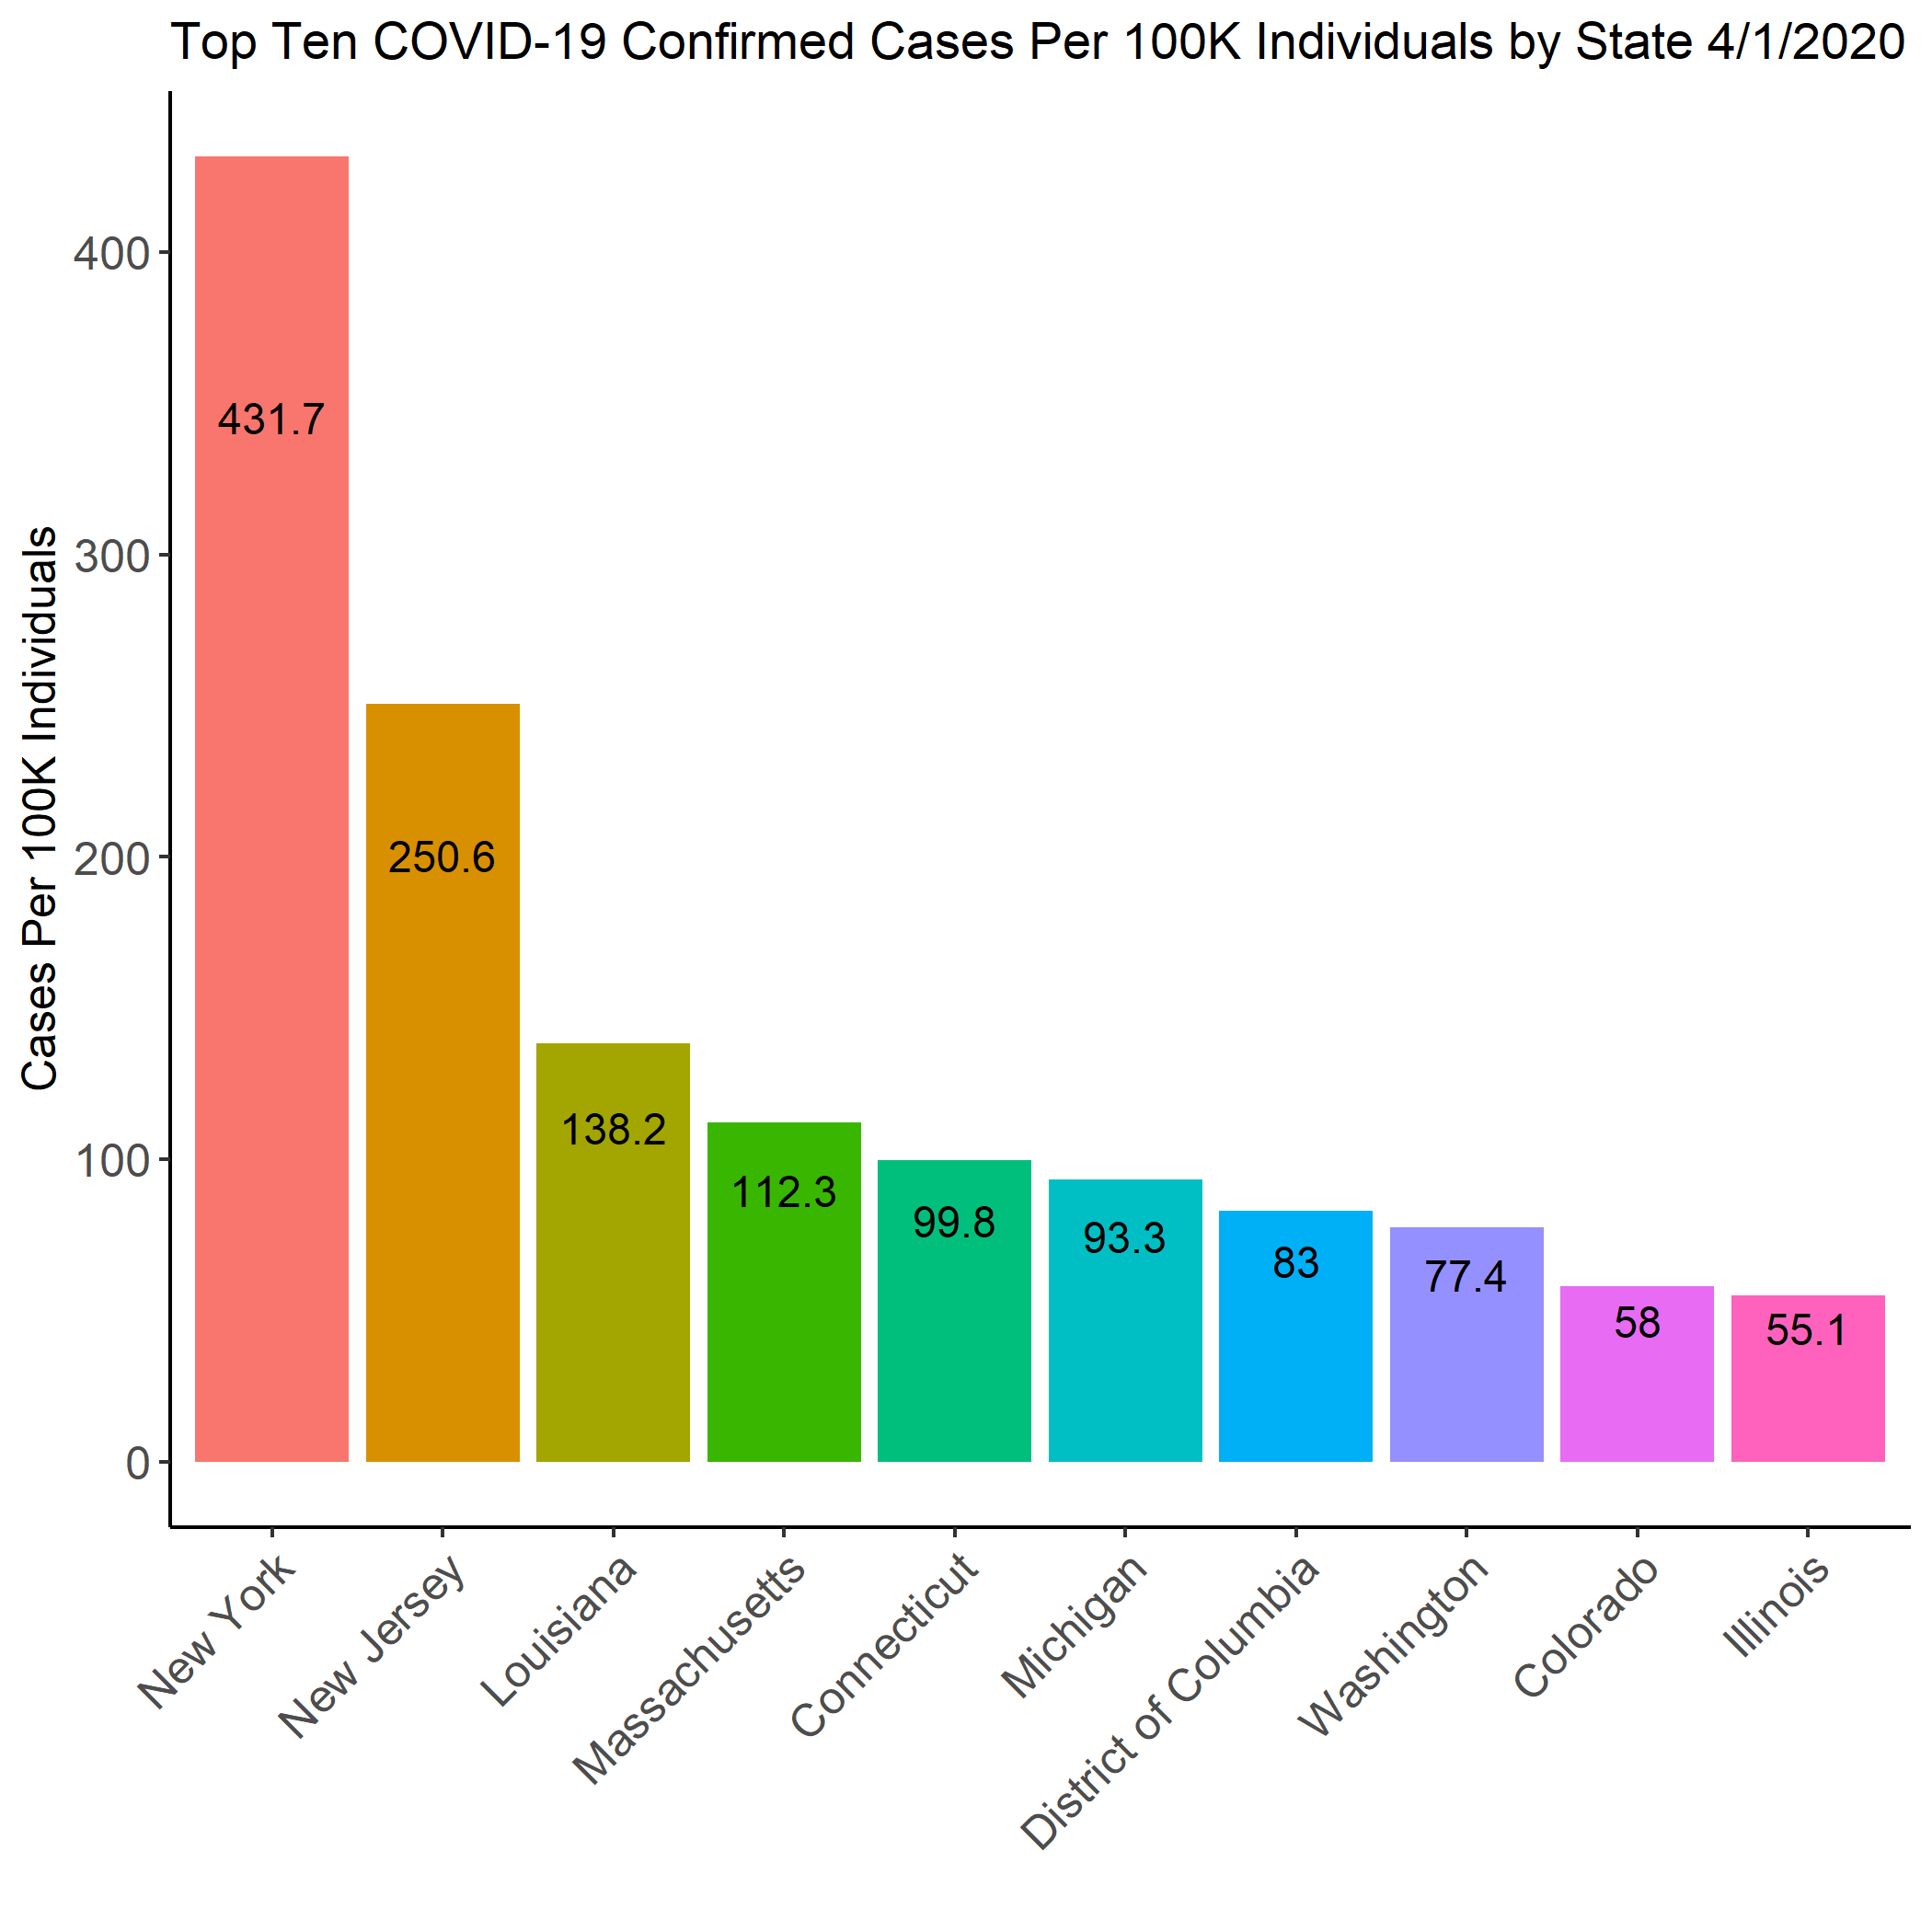 Top Ten COVID-19 Confirmed Cases Per 100K Individuals by State 4/1/2020
Cases Per 100K Individuals
400
300
200
100
0
431.7
250.6
138.2
112.3
99.8
93.3
83
77.4
58
55.1
New York
New Jersey
Louisiana
Massachusetts
Connecticut
Michigan
District of Columbia
Washington
Colorado
Illinois